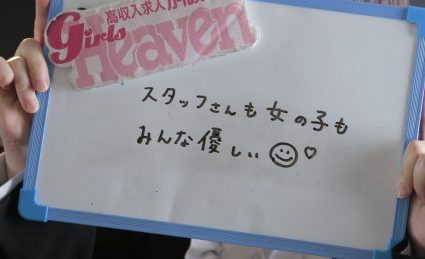 高収入求人
Girls
Heaven
スタッフさんも女の子も
みんな優しい☺♡